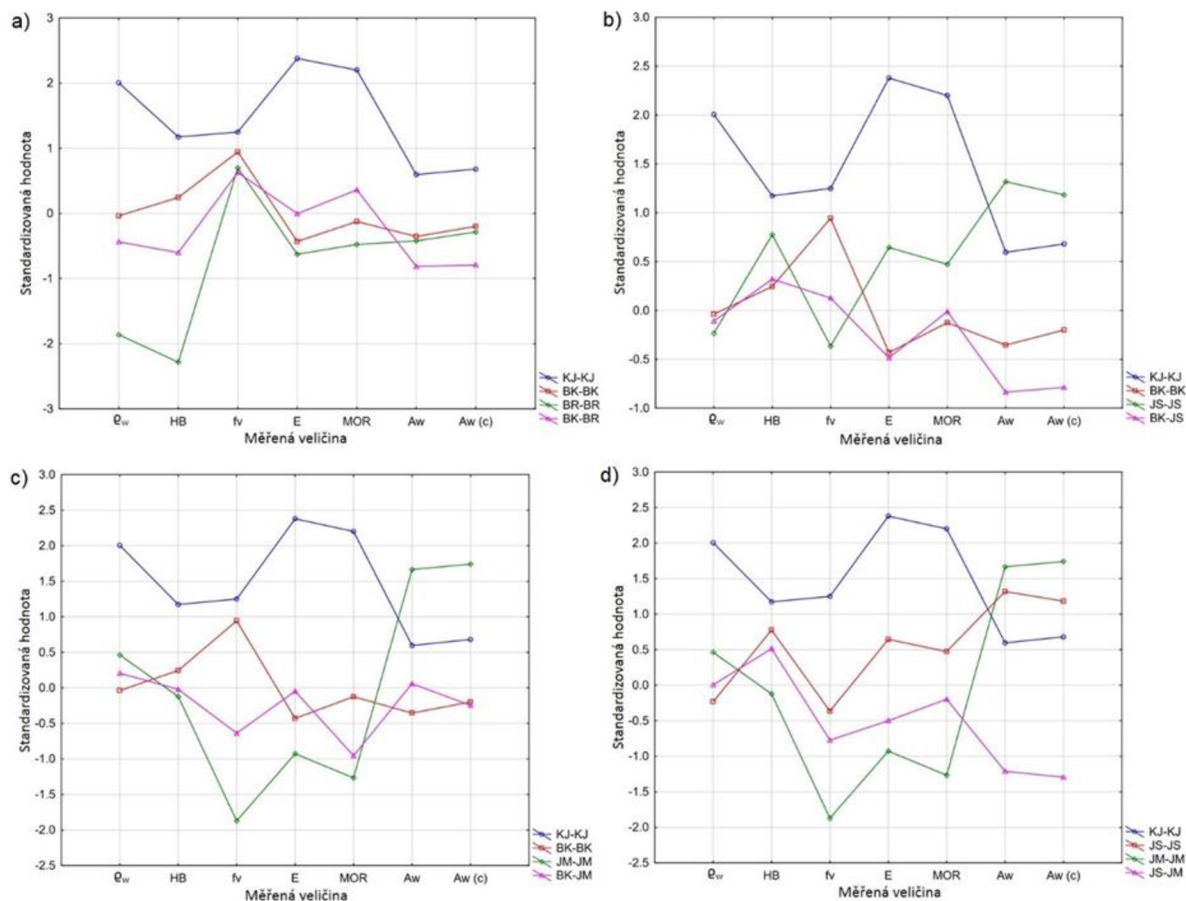 a)
3
2
1
0
-1
-2
-3
Standardizovaná hodnota
ϱw HB fv E MOR Aw Aw (c)
Měřená veličina
KJ-KJ
BK-BK
BR-BR
BK-BR
b)
3.0
2.5
2.0
1.5
1.0
0.5
0.0
-0.5
-1.0
Standardizovaná hodnota
ϱw HB fv E MOR Aw Aw (c)
Měřená veličina
KJ-KJ
BK-BK
JS-JS
BK-JS
c)
3.0
2.5
2.0
1.5
1.0
0.5
0.0
-0.5
-1.0
-1.5
-2.0
-2.5
Standardizovaná hodnota
ϱw HB fv E MOR Aw Aw (c)
Měřená veličina
KJ-KJ
BK-BK
JM-JM
BK-JM
d)
3.0
2.5
2.0
1.5
1.0
0.5
0.0
-0.5
-1.0
-1.5
-2.0
-2.5
Standardizovaná hodnota
ϱw HB fv E MOR Aw Aw (c)
Měřená veličina
KJ-KJ
JS-JS
JM-JM
JS-JM